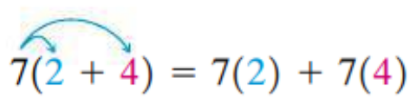 7(2 + 4) = 7(2) + 7(4)